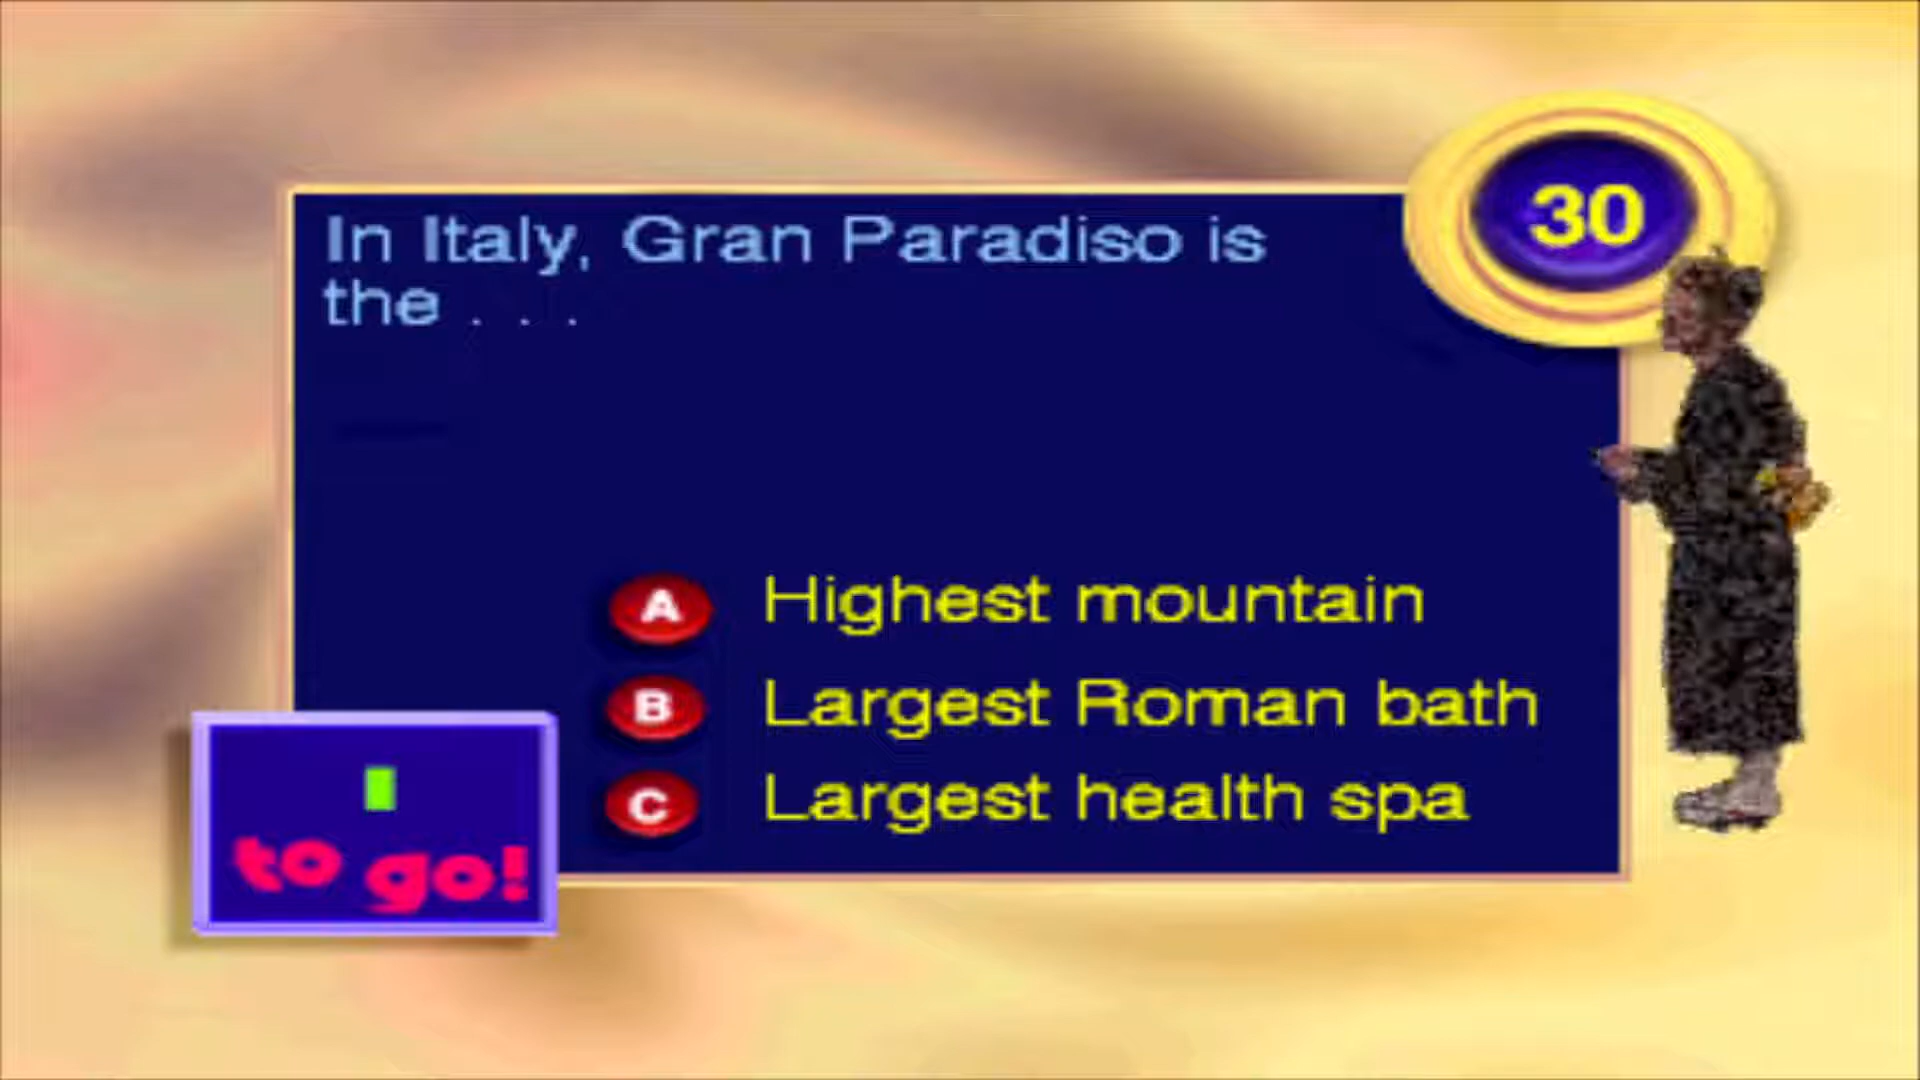 30
In Italy, Gran Paradiso is
the . . .
A Highest mountain
B Largest Roman bath
C Largest health spa
1
to go!